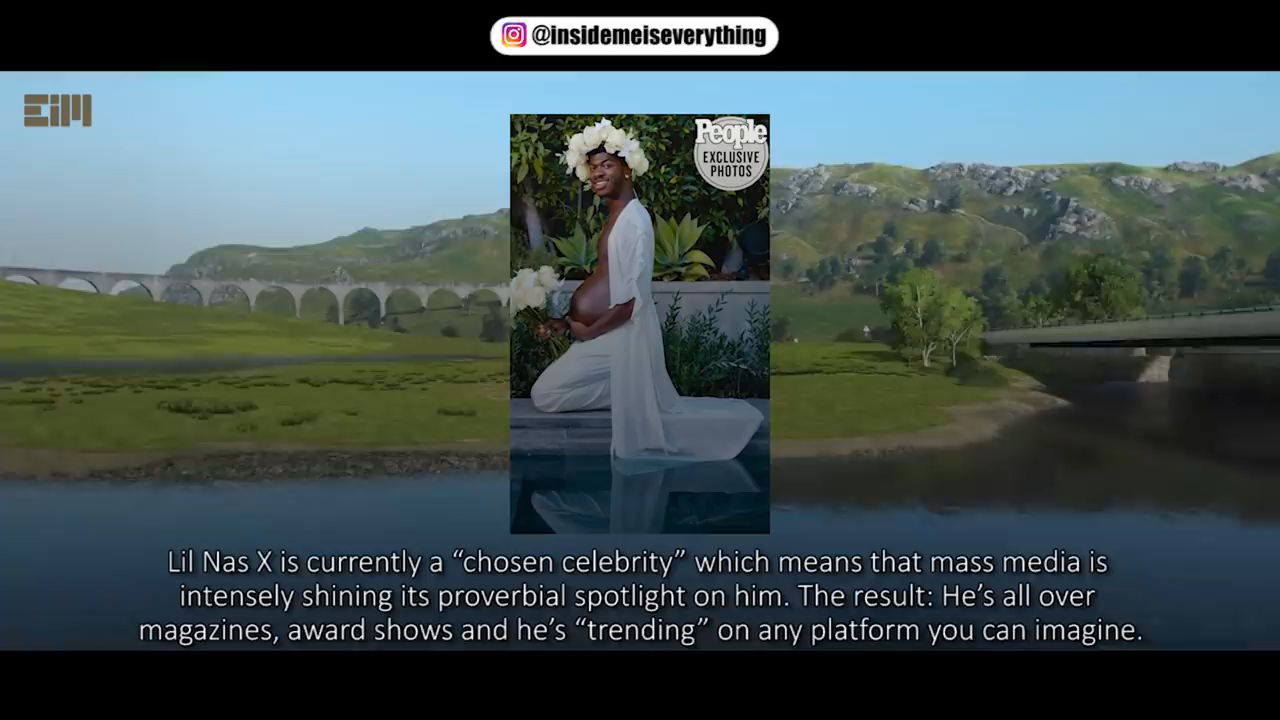 @insidemeiseverything
EiM
People
EXCLUSIVE
PHOTOS
Lil Nas X is currently a “chosen celebrity” which means that mass media is
intensely shining its proverbial spotlight on him. The result: He’s all over
magazines, award shows and he’s “trending” on any platform you can imagine.